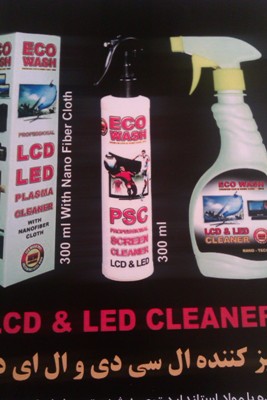 ECO
WASH
PROFESSIONAL
LCD
LED
PLASMA
CLEANER
WITH
NANOFIBER
CLOTH
300 ml With Nano Fiber Cloth
ECO
WASH
PSC
PROFESSIONAL
SCREEN
CLEANER
LCD & LED
300 ml
ECO WASH
LCD & LED
CLEANER
LCD & LED CLEANER
کننده ال سی دی و ال ای د